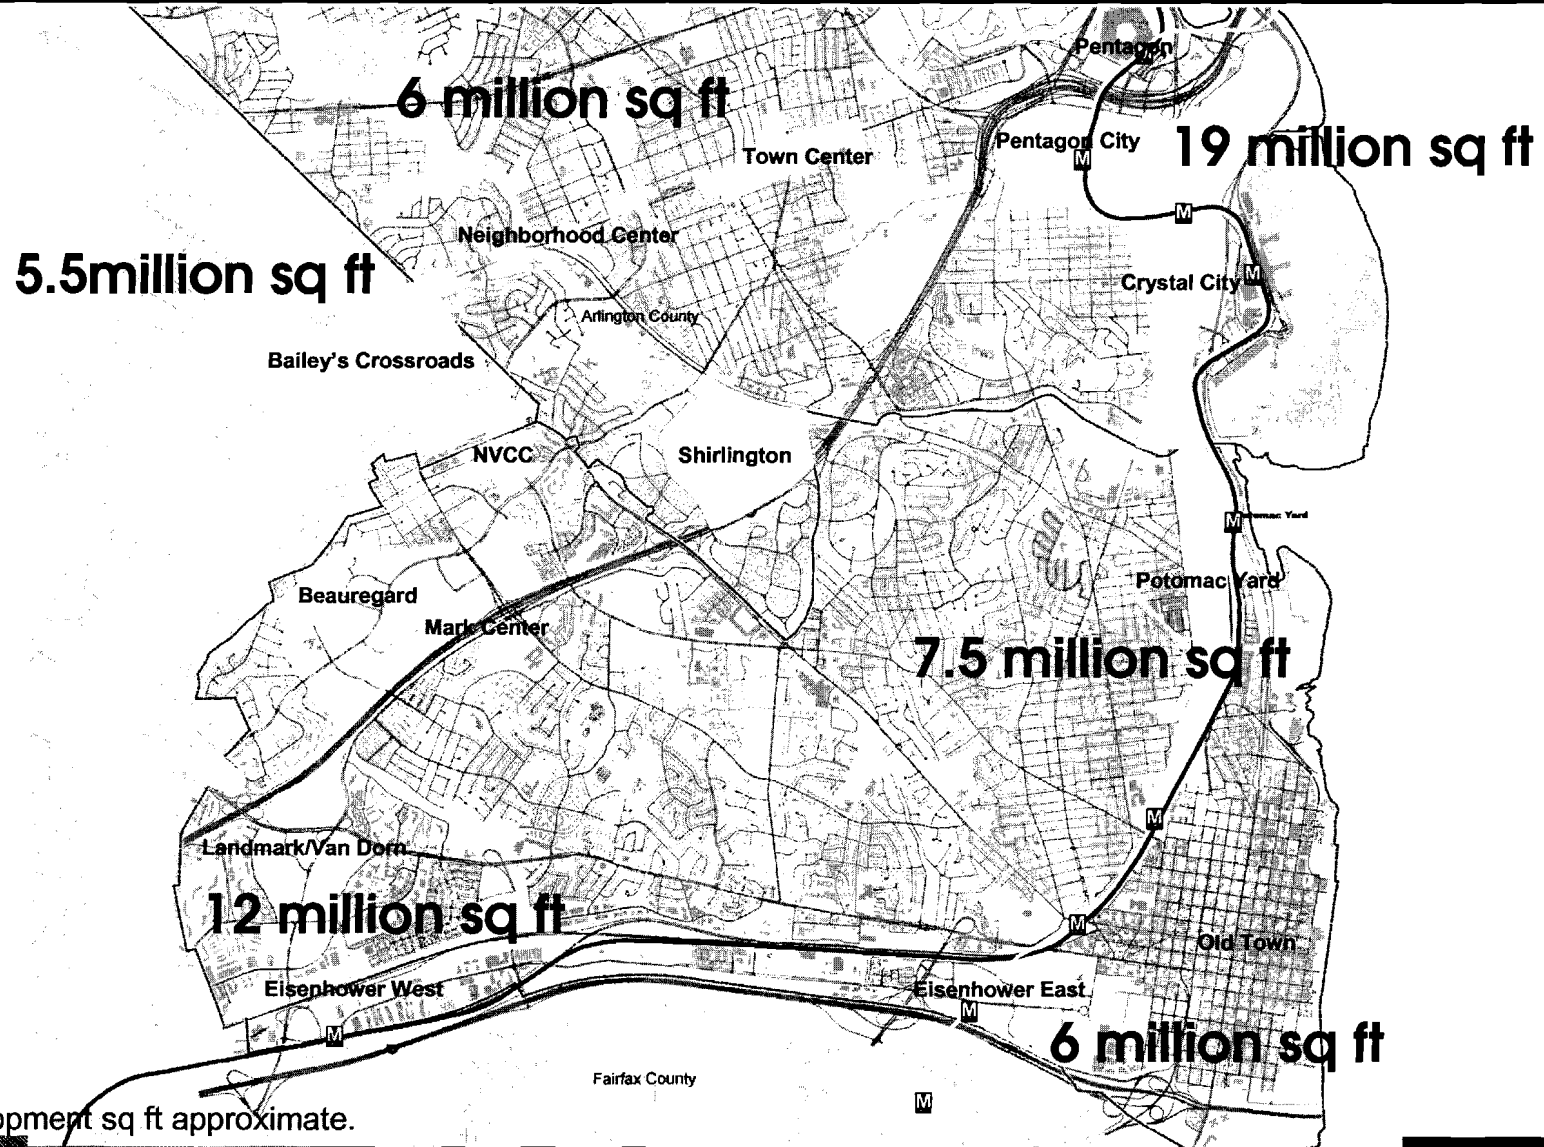 Pentagon
6 million sq ft
Pentagon City
19 million sq ft
Town Center
M
M
Neighborhood Center
5.5million sq ft
M
Crystal City
Arlington County
Bailey's Crossroads
NVCC
Shirlington
M
Yard
Potomac Yard
Beauregard
Mark Center
7.5 million sq ft
M
Landmark/Van Dorn
12 million sq ft
M
Old Town
Eisenhower West
Eisenhower East
M
M
6 million sq ft
Fairfax County
M
sq ft approximate.